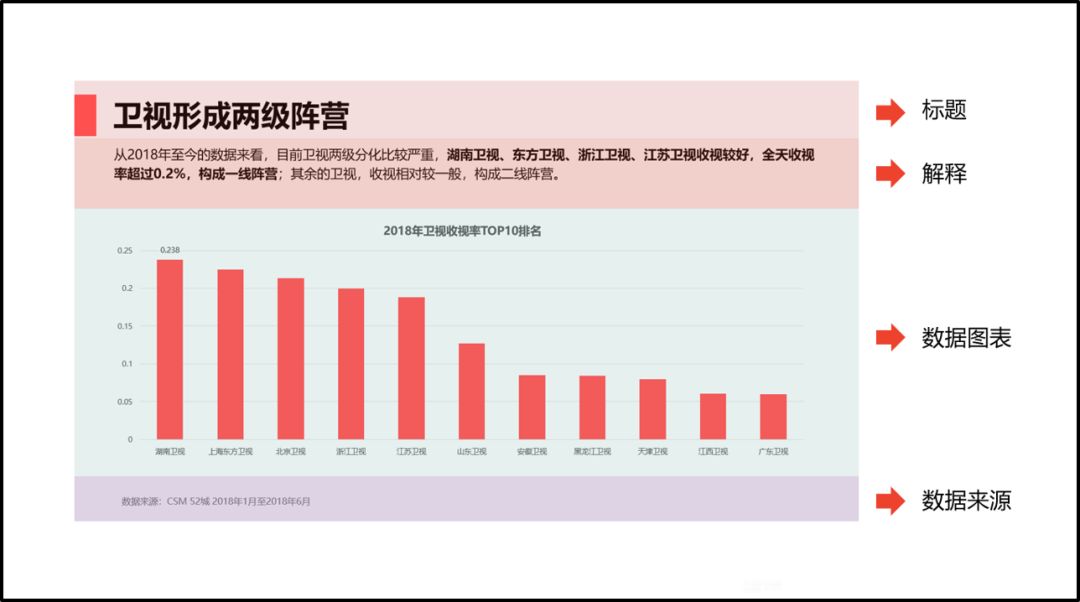 卫视形成两级阵营
标题
从2018年至今的数据来看，目前卫视两级分化比较严重，湖南卫视、东方卫视、浙江卫视、江苏卫视收视较好，全天收视
率超过0.2%，构成一线阵营；其余的卫视，收视相对较一般，构成二线阵营。
解释
2018年卫视收视率TOP10排名
0.25
0.238
0.2
0.15
0.1
0.05
0
数据图表
湖南卫视 上海东方卫视 北京卫视 浙江卫视 江苏卫视 山东卫视 安徽卫视 黑龙江卫视 天津卫视 江西卫视 广东卫视
数据来源：CSM 52城 2018年1月至2018年6月
数据来源